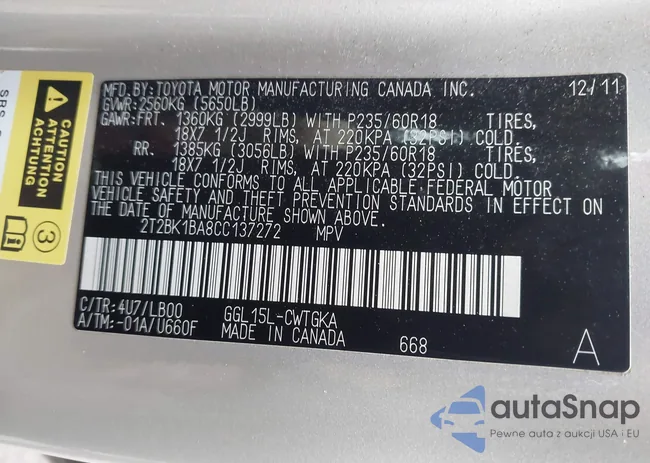 MFD.BY:TOYOTA MOTOR MANUFACTURING CANADA INC. 12/11
GVWR:2560KG (5650LB)
GAWR:FRT. 1360KG (2999LB) WITH P235/60R18 TIRES,
18X7 1/2J RIMS, AT 220KPA (32PSI) COLD.
RR. 1385KG (3056LB) WITH P235/60R18 TIRES,
18X7 1/2J RIMS, AT 220KPA (32PSI) COLD.
THIS VEHICLE CONFORMS TO ALL APPLICABLE FEDERAL MOTOR
VEHICLE SAFETY AND THEFT PREVENTION STANDARDS IN EFFECT ON
THE DATE OF MANUFACTURE SHOWN ABOVE.
2T2BK1BA8CC137272 MPV
C/TR:4U7/LB00 GGL15L-CWTGKA
A/TM:-01A/U660F MADE IN CANADA 668 A
SRS
3
autaSnap
Pewne auta z aukcji USA i EU